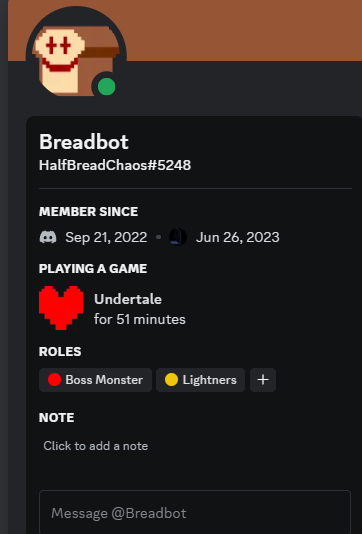 Breadbot
HalfBreadChaos#5248
MEMBER SINCE
Sep 21, 2022 • Jun 26, 2023
PLAYING A GAME
Undertale
for 51 minutes
ROLES
Boss Monster Lightners +
NOTE
Click to add a note
Message @Breadbot